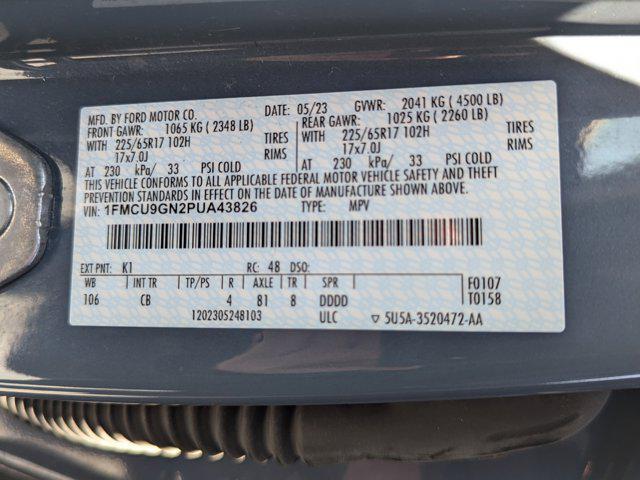 MFD. BY FORD MOTOR CO. DATE: 05/23 GVWR: 2041 KG ( 4500 LB)
FRONT GAWR: 1065 KG ( 2348 LB) REAR GAWR: 1025 KG ( 2260 LB)
WITH 225/65R17 102H TIRES WITH 225/65R17 102H TIRES
17x7.0J RIMS 17x7.0J RIMS
AT 230 kPa/ 33 PSI COLD AT 230 kPa/ 33 PSI COLD
THIS VEHICLE CONFORMS TO ALL APPLICABLE FEDERAL MOTOR VEHICLE SAFETY AND THEFT
PREVENTION STANDARDS IN EFFECT ON THE DATE OF MANUFACTURE SHOWN ABOVE.
VIN: 1FMCU9GN2PUA43826 TYPE: MPV
EXT PNT: K1 RC: 48 DSO:
WB INT TR TP/PS R AXLE TR SPR F0107
106 CB 4 81 8 DDDD T0158
1202305248103 ULC ▽ 5U5A-3520472-AA